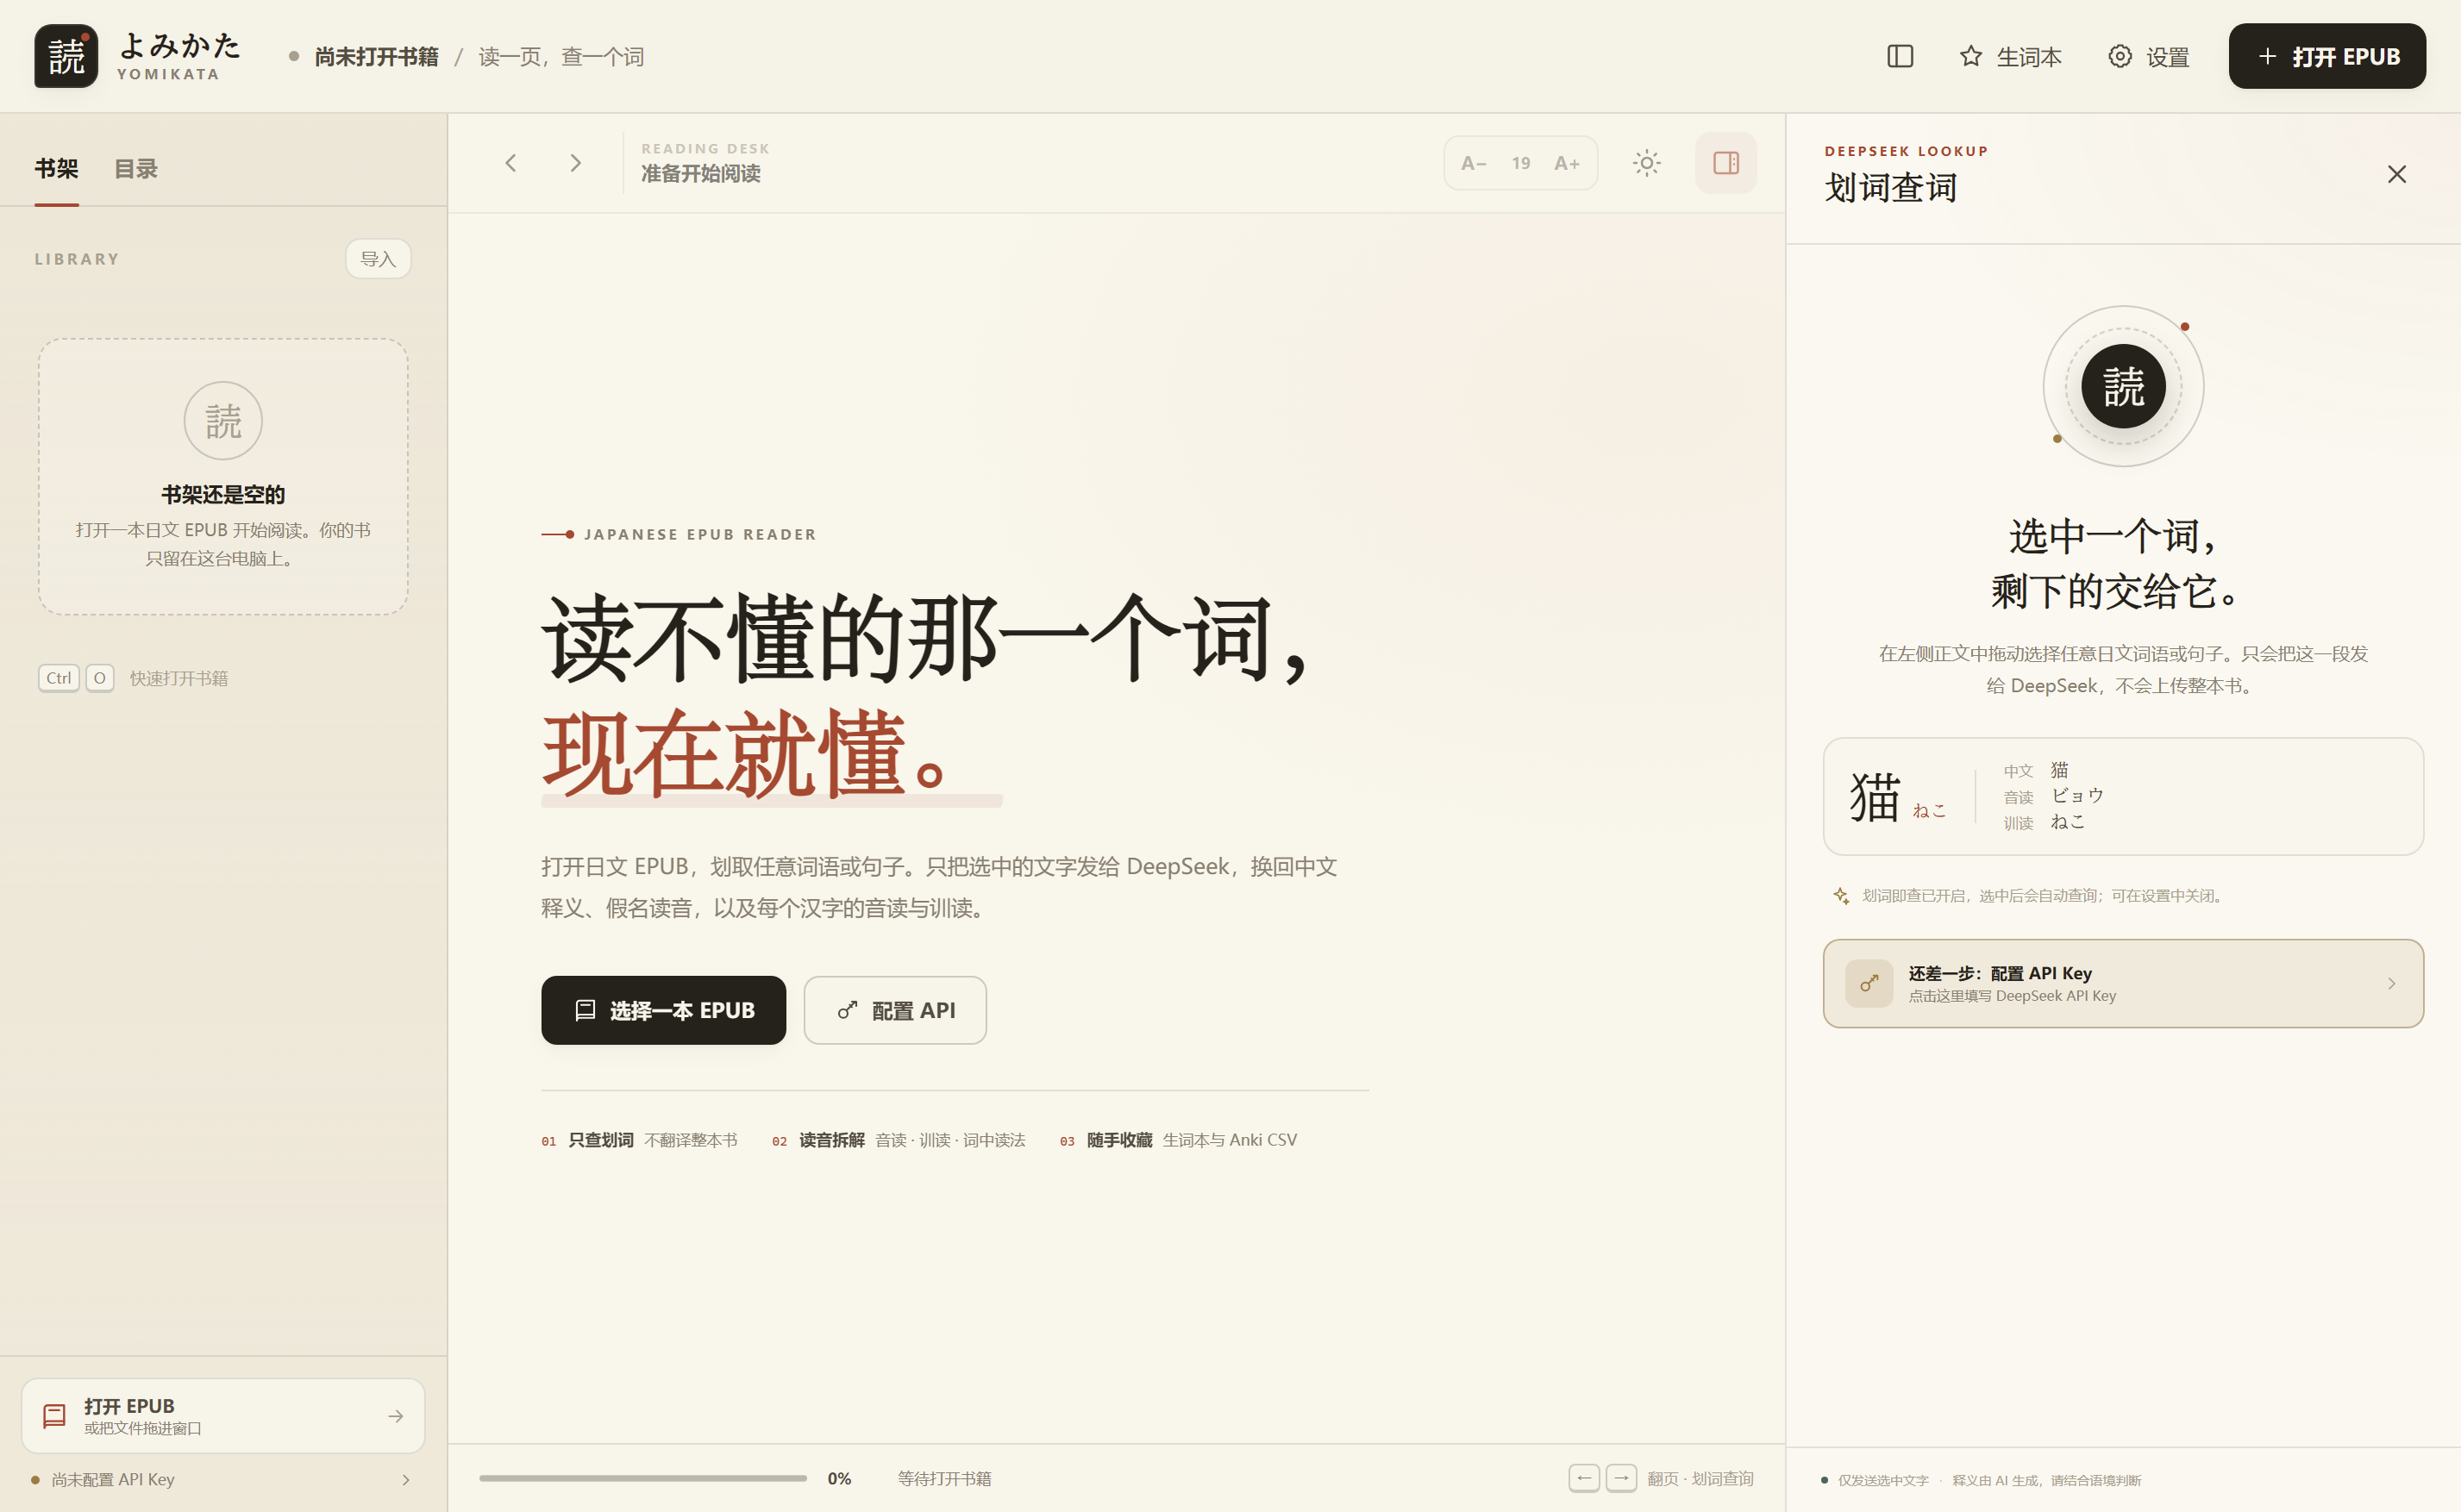 読
よみかた
YOMIKATA
尚未打开书籍 / 读一页，查一个词
生词本
设置
打开 EPUB
书架
目录
LIBRARY
导入
読
书架还是空的
打开一本日文 EPUB 开始阅读。你的书
只留在这台电脑上。
Ctrl O 快速打开书籍
打开 EPUB
或把文件拖进窗口
尚未配置 API Key
READING DESK
准备开始阅读
A− 19 A+
JAPANESE EPUB READER
读不懂的那一个词，
现在就懂。
打开日文 EPUB，划取任意词语或句子。只把选中的文字发给 DeepSeek，换回中文
释义、假名读音，以及每个汉字的音读与训读。
选择一本 EPUB
配置 API
01 只查划词 不翻译整本书 02 读音拆解 音读 · 训读 · 词中读法 03 随手收藏 生词本与 Anki CSV
0% 等待打开书籍
← → 翻页 · 划词查询
DEEPSEEK LOOKUP
划词查词
読
选中一个词，
剩下的交给它。
在左侧正文中拖动选择任意日文词语或句子。只会把这一段发
给 DeepSeek，不会上传整本书。
猫 ねこ
中文 猫
音读 ビョウ
训读 ねこ
划词即查已开启，选中后会自动查询；可在设置中关闭。
还差一步：配置 API Key
点击这里填写 DeepSeek API Key
仅发送选中文字 · 释义由 AI 生成，请结合语境判断